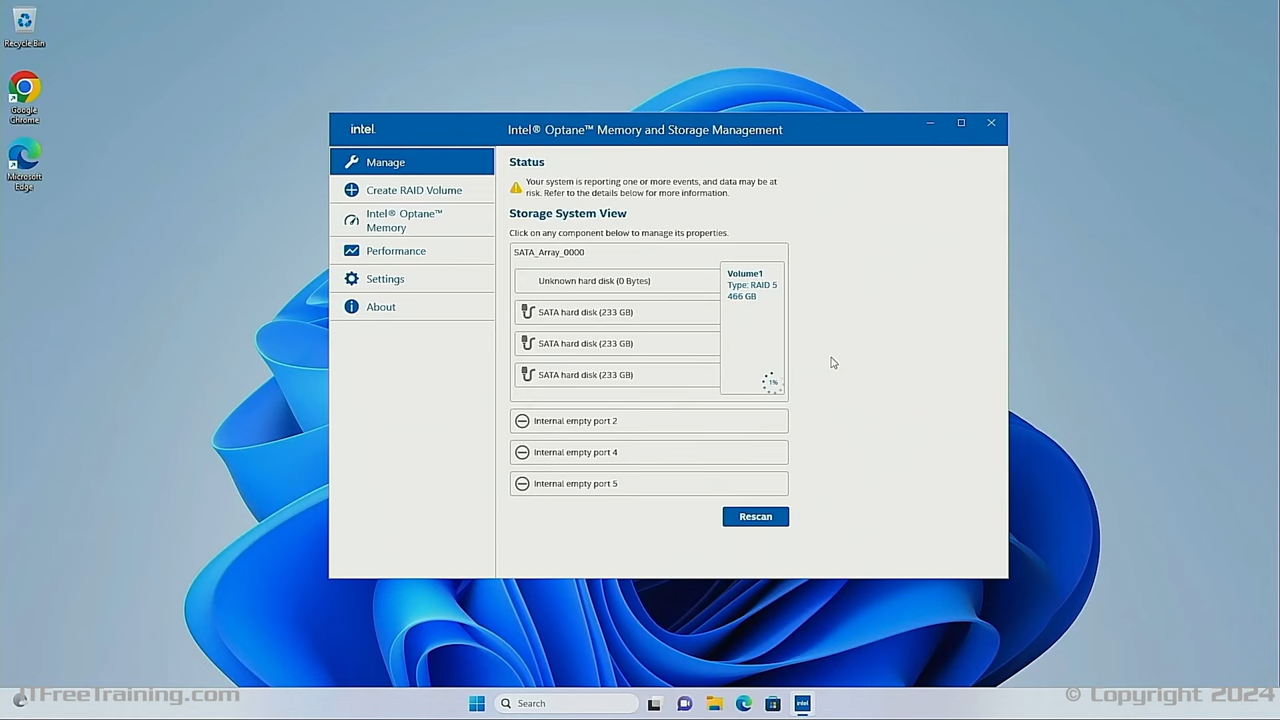 Recycle Bin
Google
Chrome
Microsoft
Edge
intel.
Intel® Optane™ Memory and Storage Management
Manage
Create RAID Volume
Intel® Optane™
Memory
Performance
Settings
About
Status
Your system is reporting one or more events, and data may be at
risk. Refer to the details below for more information.
Storage System View
Click on any component below to manage its properties.
SATA_Array_0000
Unknown hard disk (0 Bytes)
SATA hard disk (233 GB)
SATA hard disk (233 GB)
SATA hard disk (233 GB)
Volume1
Type: RAID 5
466 GB
1%
Internal empty port 2
Internal empty port 4
Internal empty port 5
Rescan
ITFreeTraining.com
Search
intel
© Copyright 2024